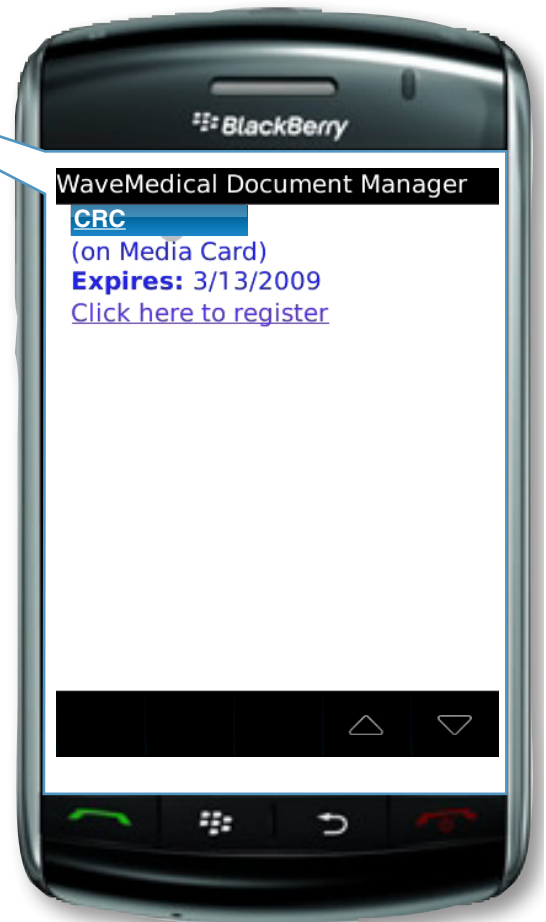 BlackBerry
WaveMedical Document Manager
CRC
(on Media Card)
Expires: 3/13/2009
Click here to register